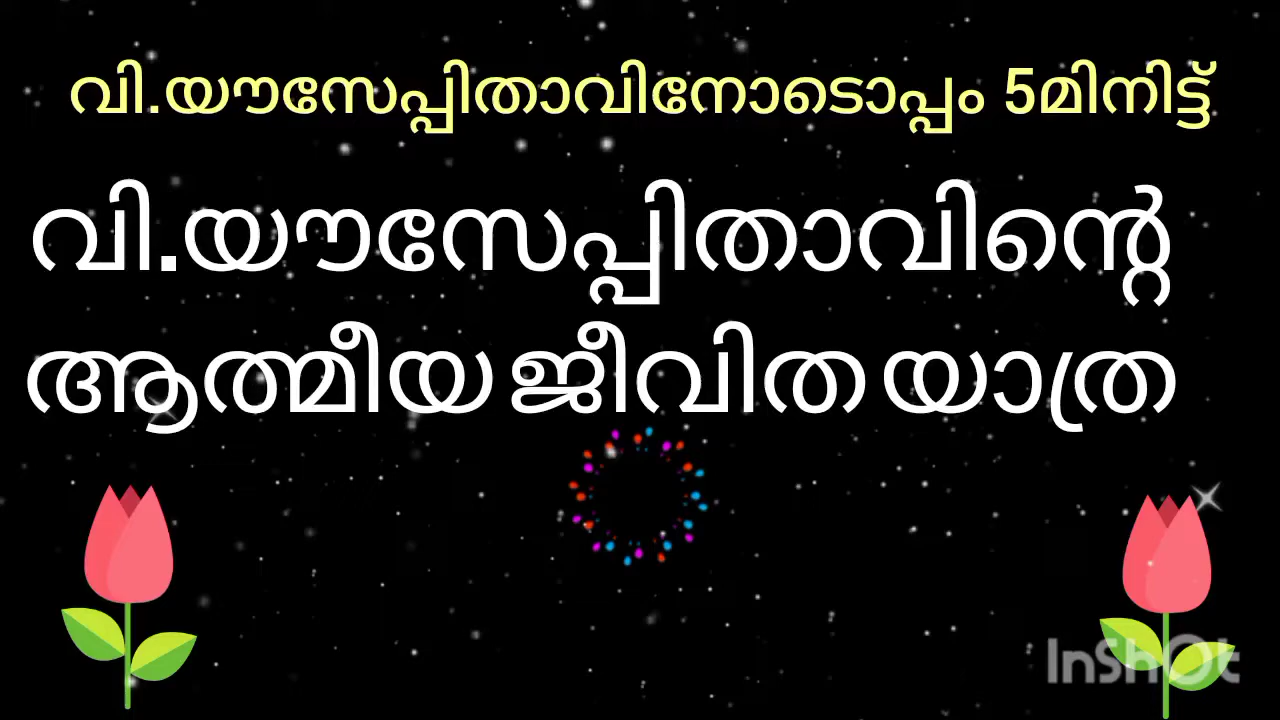 വി.യൗസേപ്പിതാവിനോടൊപ്പം 5മിനിട്ട്
വി.യൗസേപ്പിതാവിന്റെ
ആത്മീയ ജീവിത യാത്ര
InShOt